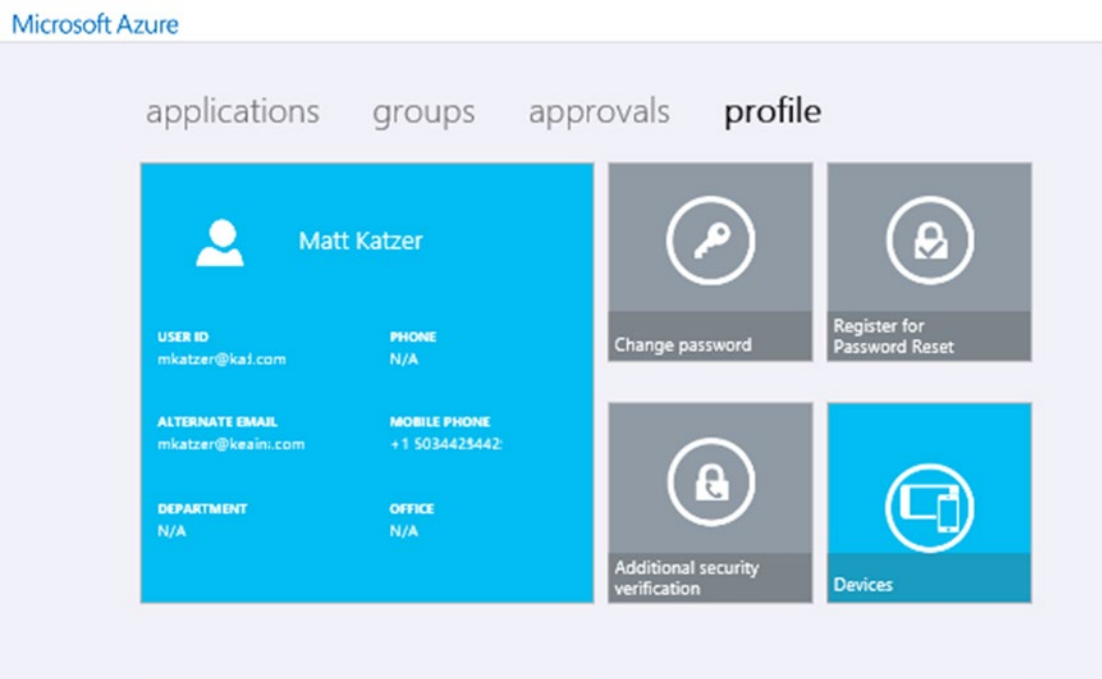 Microsoft Azure
applications groups approvals profile
Matt Katzer
USER ID
PHONE
N/A
ALTERNATE EMAIL
MOBILE PHONE
DEPARTMENT
N/A
OFFICE
N/A
Change password
Register for
Password Reset
Additional security
verification
Devices